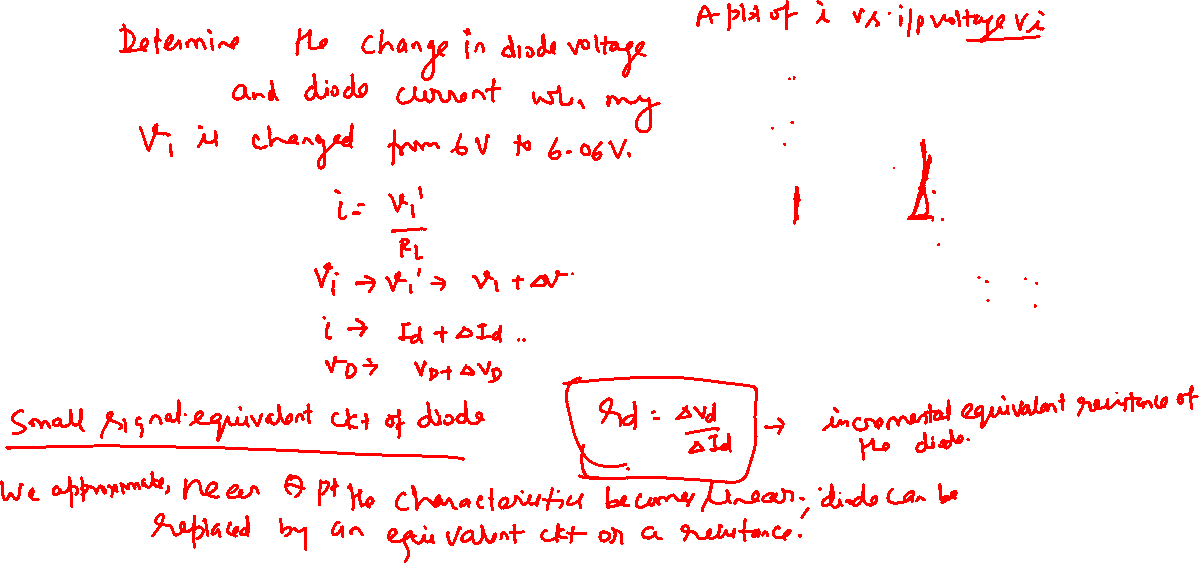 A plot of i vs. i/p voltage vi
Determine the change in diode voltage
and diode current when my
Vi is changed from 6V to 6.06V.
i = Vi'
RL
Vi → Vi' → Vi + ΔV
i → Id + ΔId ..
VD → VD + ΔVD
Small signal equivalent ckt of diode
rd = ΔVd
ΔId
→ incremental equivalent resistance of
the diode.
We approximate, near Q pt the characteristics becomes linear, diode can be
replaced by an equivalent ckt or a resistance.